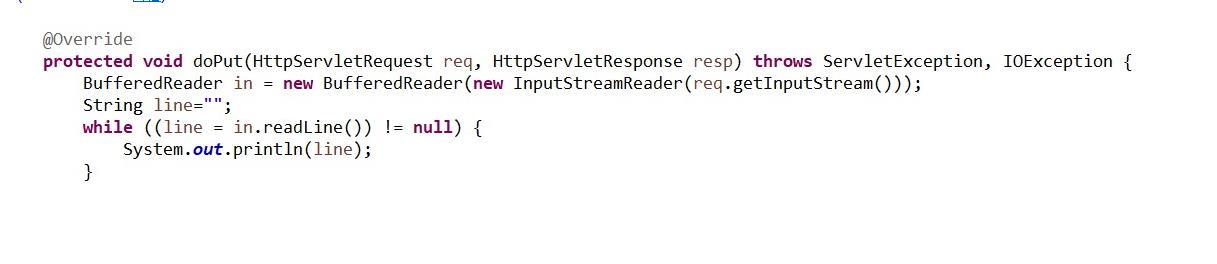 @Override
protected void doPut(HttpServletRequest req, HttpServletResponse resp) throws ServletException, IOException {
    BufferedReader in = new BufferedReader(new InputStreamReader(req.getInputStream()));
    String line="";
    while ((line = in.readLine()) != null) {
        System.out.println(line);
    }